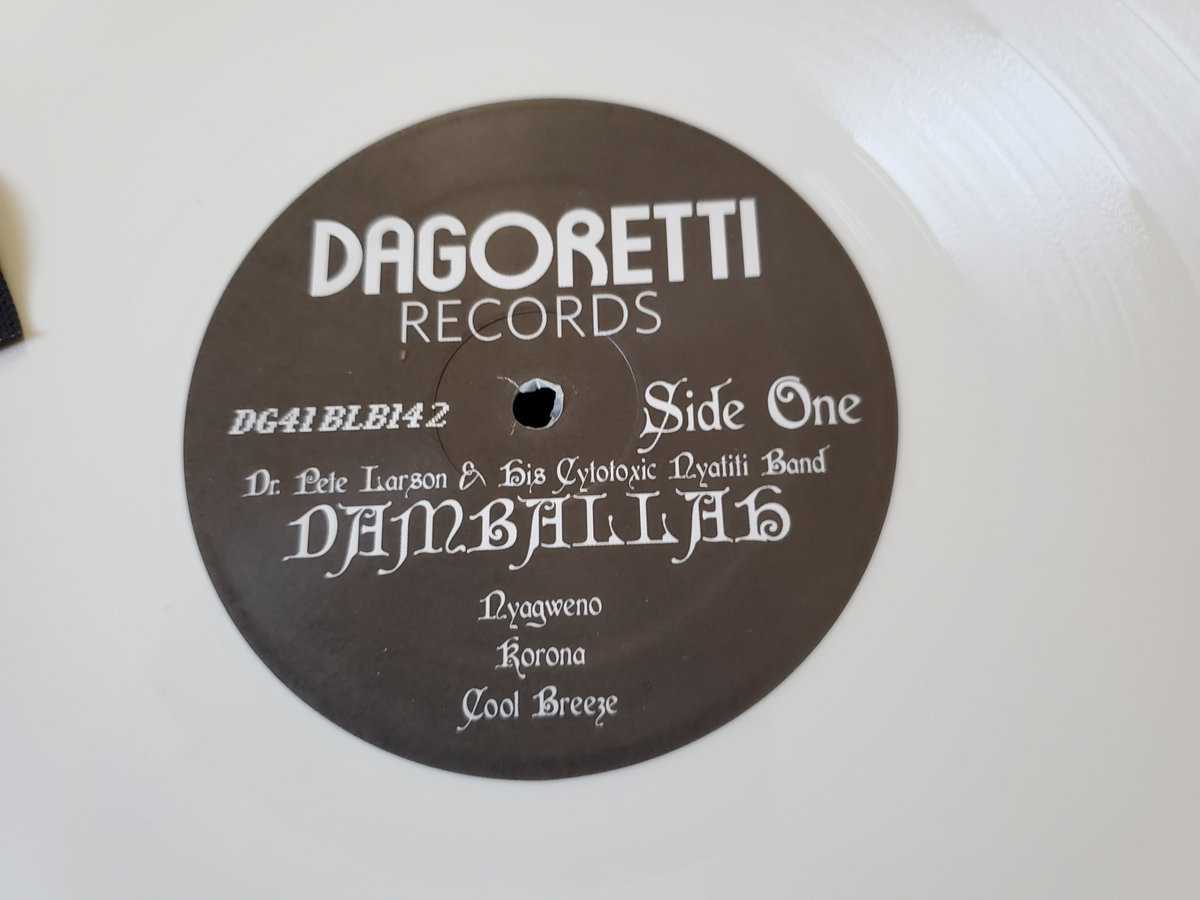 DAGORETTI
RECORDS
DG41BLB142
Side One
Dr. Pete Larson & His Cytotoxic Nyatiti Band
DAMBALLAH
Nyagweno
Korona
Cool Breeze